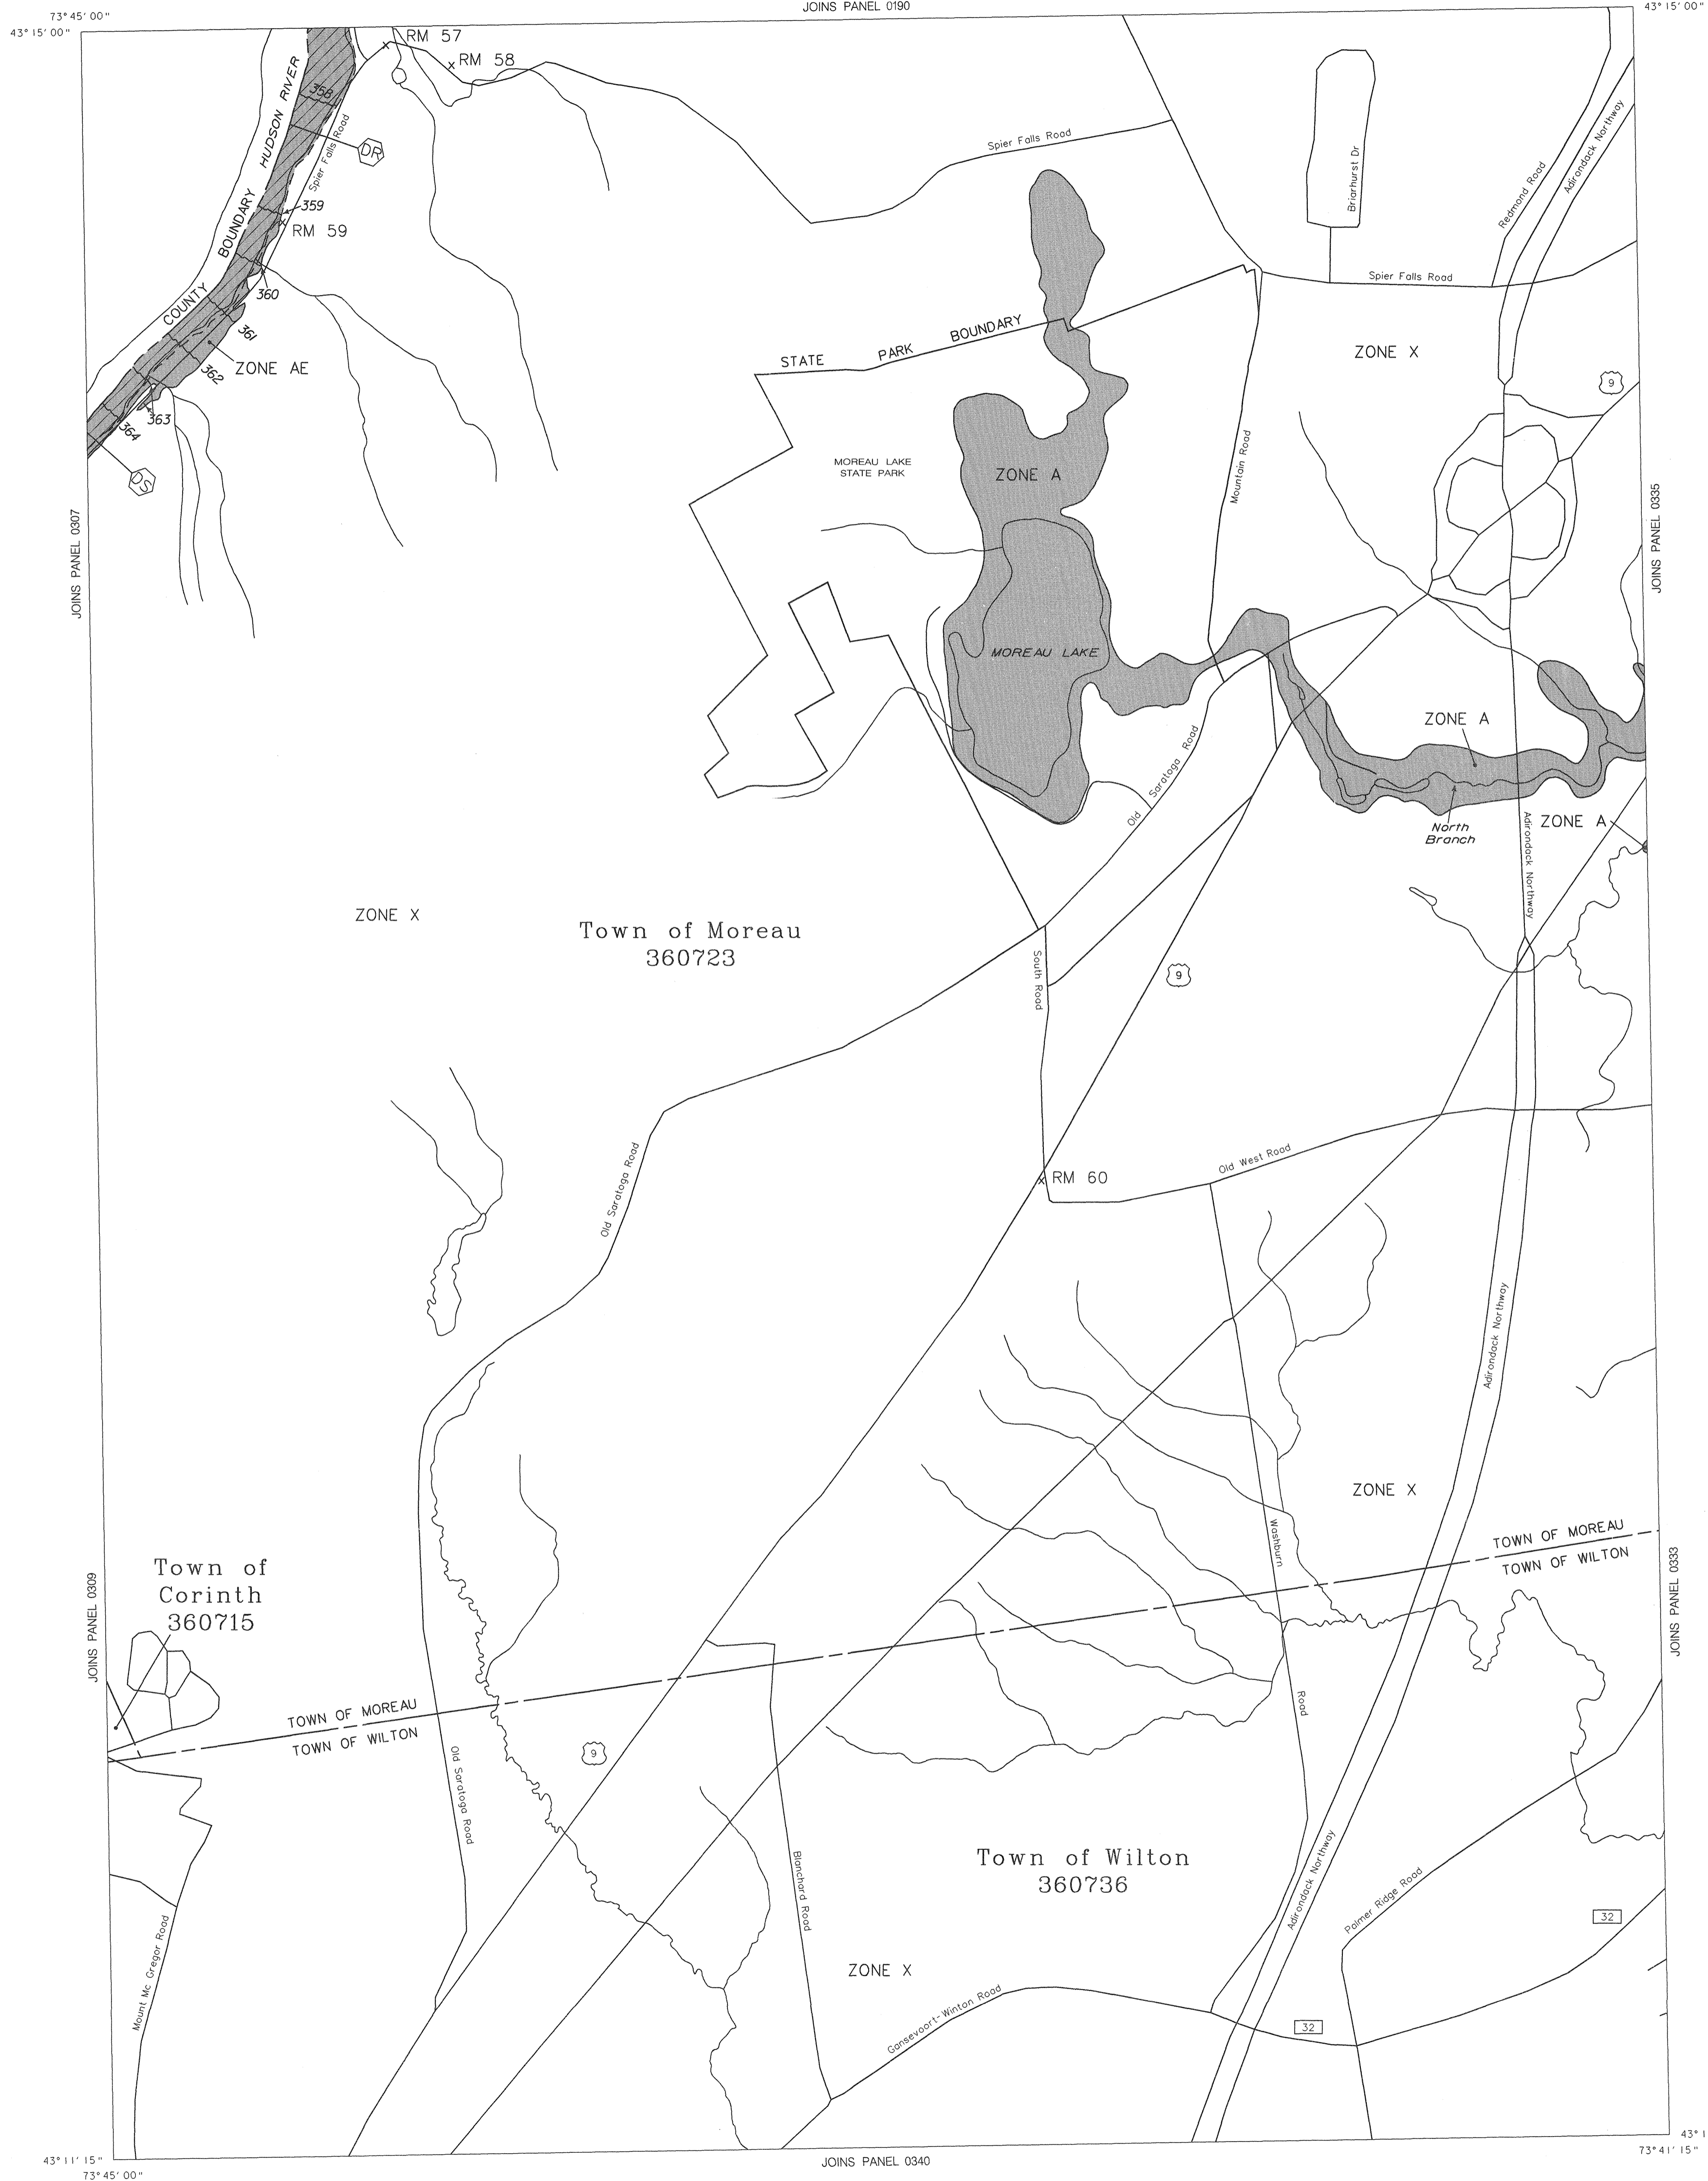 JOINS PANEL 0190
73° 45' 00"
43° 15' 00"
43° 15' 00"
RM 57
RM 58
HUDSON RIVER
358
DR
Spier Falls Road
359
RM 59
BOUNDARY
COUNTY
360
361
362
ZONE AE
363
364
DS
Spier Falls Road
Briarhurst Dr
Redmond Road
Adirondack Northway
Spier Falls Road
STATE PARK BOUNDARY
ZONE X
9
MOREAU LAKE
STATE PARK
ZONE A
Mountain Road
JOINS PANEL 0307
JOINS PANEL 0335
MOREAU LAKE
ZONE A
Old Saratoga Road
North
Branch
ZONE A
Adirondack Northway
ZONE X
Town of Moreau
360723
South Road
9
Old Saratoga Road
RM 60
Old West Road
Adirondack Northway
ZONE X
Washburn Road
TOWN OF MOREAU
TOWN OF WILTON
JOINS PANEL 0309
JOINS PANEL 0333
Town of
Corinth
360715
TOWN OF MOREAU
TOWN OF WILTON
9
Old Saratoga Road
Blanchard Road
Town of Wilton
360736
Adirondack Northway
Palmer Ridge Road
32
Mount Mc Gregor Road
ZONE X
Gansevoort-Winton Road
32
43° 11' 15"
73° 45' 00"
JOINS PANEL 0340
43° 1
73° 41' 15"